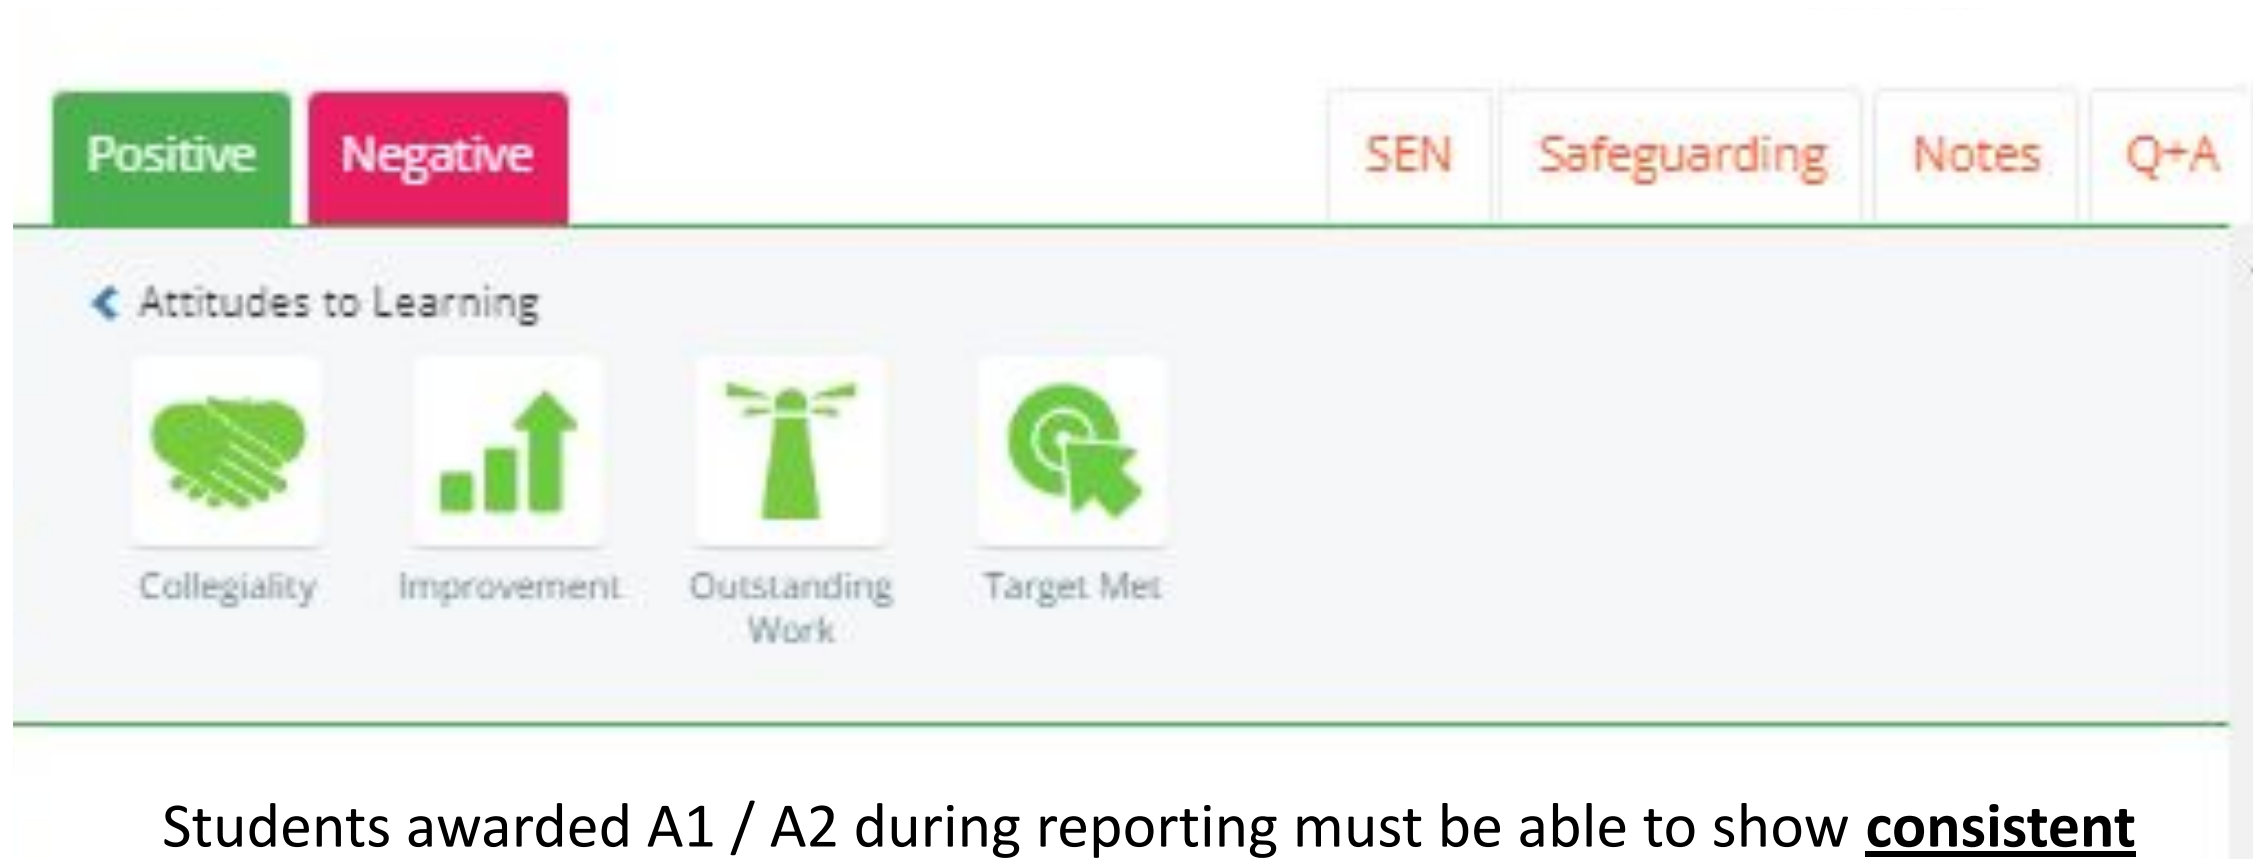 Positive Negative SEN Safeguarding Notes Q+A
Attitudes to Learning
Collegiality Improvement Outstanding Target Met
Work
Students awarded A1 / A2 during reporting must be able to show consistent